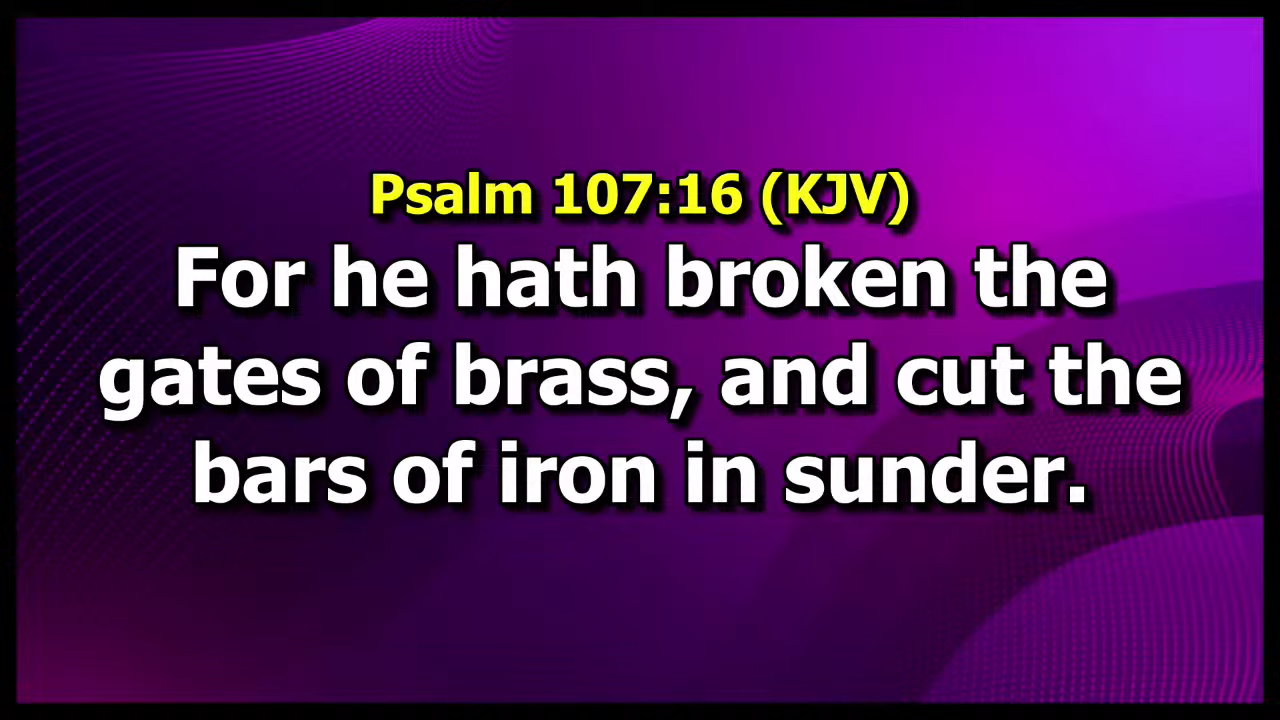 Psalm 107:16 (KJV)
For he hath broken the
gates of brass, and cut the
bars of iron in sunder.